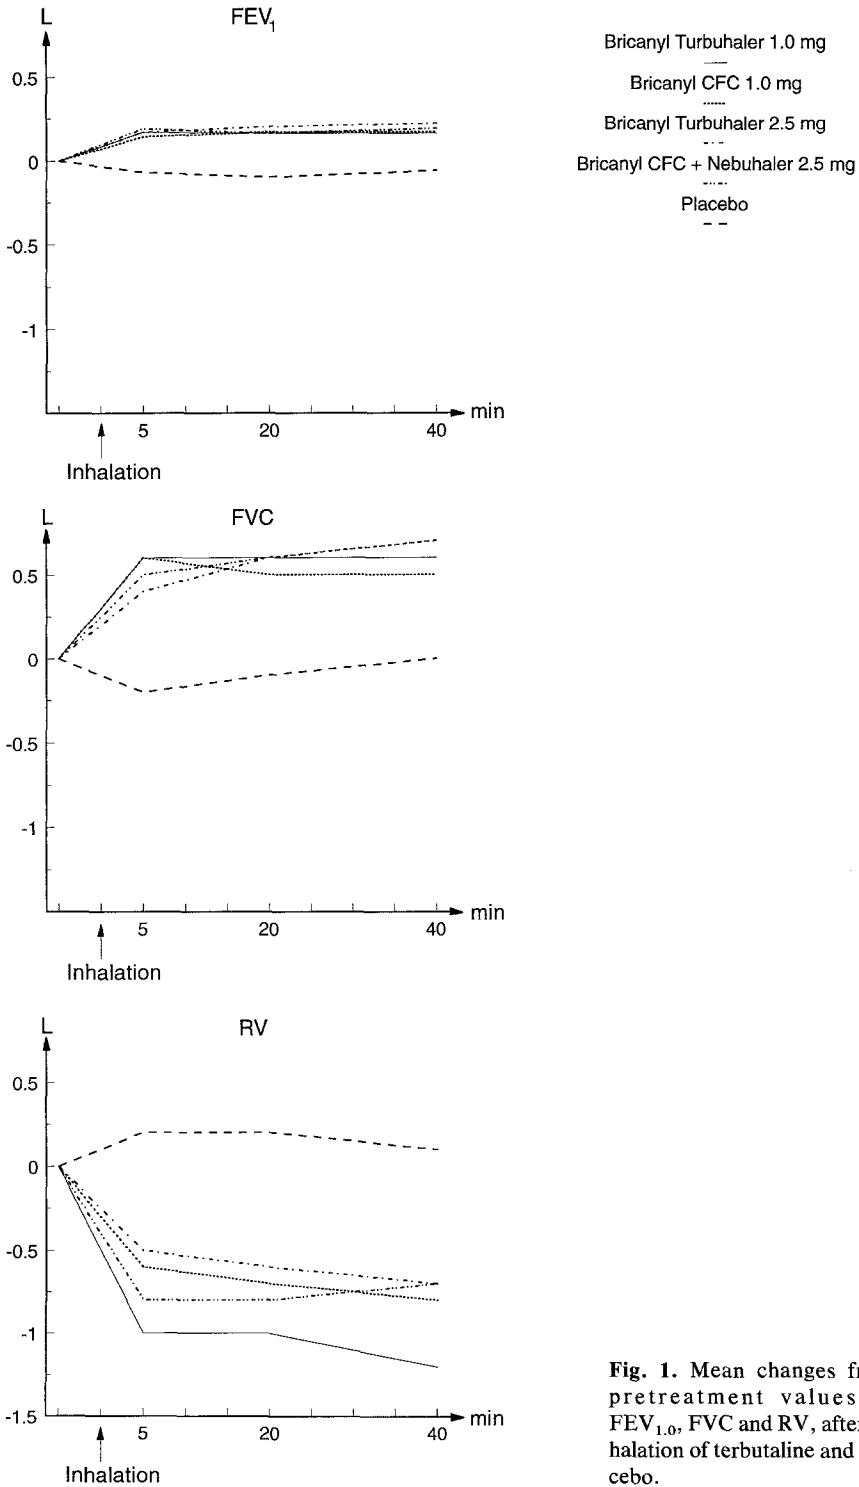 L
FEV1
0.5
0
-0.5
-1
5
20
40
min
Inhalation
Bricanyl Turbuhaler 1.0 mg
Bricanyl CFC 1.0 mg
Bricanyl Turbuhaler 2.5 mg
Bricanyl CFC + Nebuhaler 2.5 mg
Placebo
L
FVC
0.5
0
-0.5
-1
5
20
40
min
Inhalation
L
RV
0.5
0
-0.5
-1
-1.5
5
20
40
min
Inhalation
Fig. 1. Mean changes fr
pretreatment values
FEV1.0, FVC and RV, after
halation of terbutaline and
cebo.